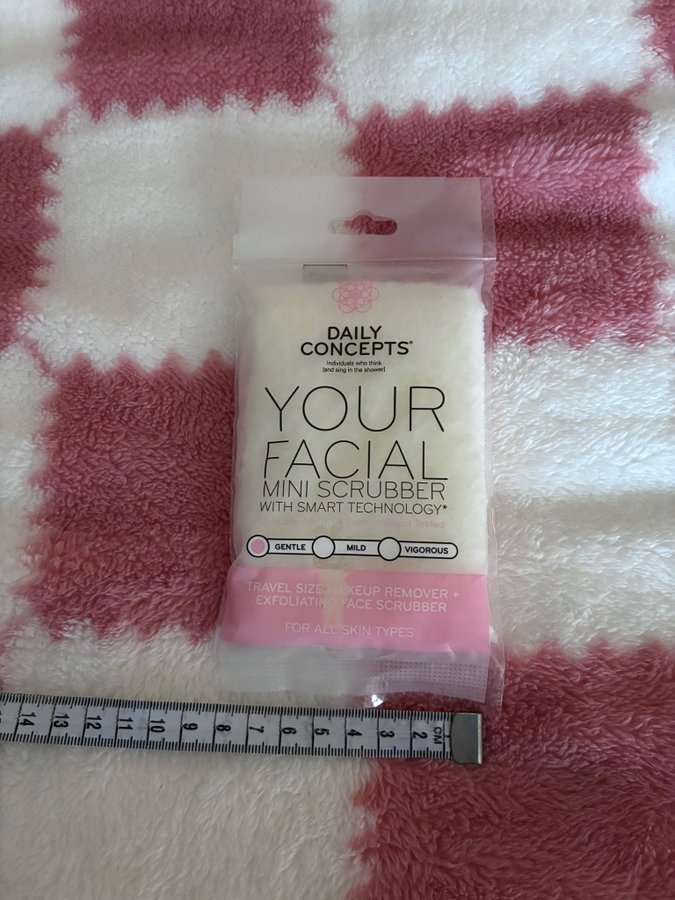 DAILY
CONCEPTS®
Individuals who think
(and sing in the shower)
YOUR
FACIAL
MINI SCRUBBER
WITH SMART TECHNOLOGY*
Tested
GENTLE MILD VIGOROUS
TRAVEL SIZE MAKEUP REMOVER +
EXFOLIATING FACE SCRUBBER
FOR ALL SKIN TYPES
14 13 12 11 10 9 8 7 6 5 4 3 2 CM